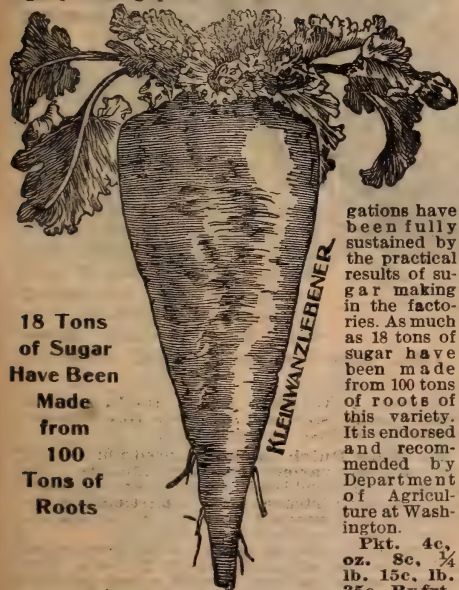 18 Tons
of Sugar
Have Been
Made
from
100
Tons of
Roots
KLEINWANZLEBENER
gations have
been fully
sustained by
the practical
results of su-
gar making
in the facto-
ries. As much
as 18 tons of
sugar have
been made
from 100 tons
of roots of
this variety.
It is endorsed
and recom-
mended by
Department
of Agricul-
ture at Wash-
ington.
Pkt. 4c,
oz. 8c, ¼
lb. 15c, lb.